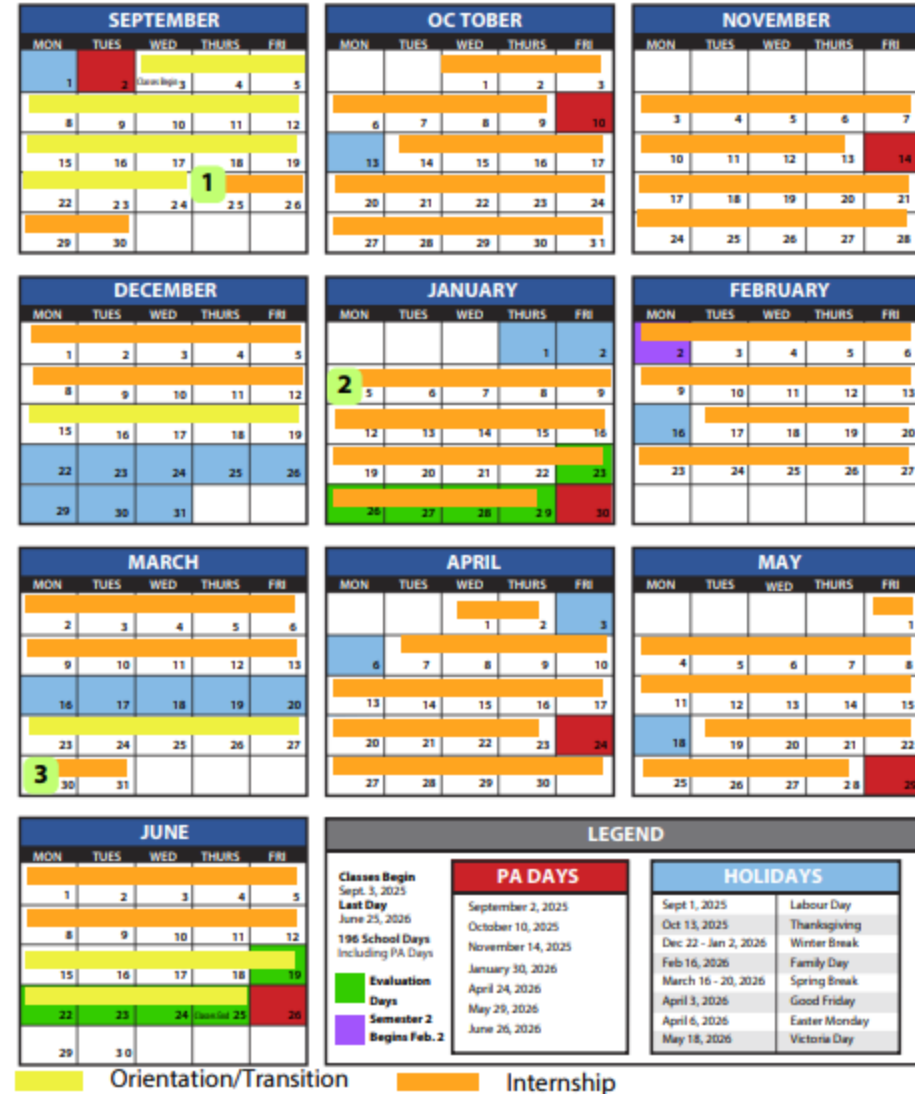 SEPTEMBER
MON TUES WED THURS FRI
1 2 Classes Begin 3 4 5
8 9 10 11 12
15 16 17 18 19
1
22 23 24 25 26
29 30
OCTOBER
MON TUES WED THURS FRI
1 2 3
6 7 8 9 10
13 14 15 16 17
20 21 22 23 24
27 28 29 30 31
NOVEMBER
MON TUES WED THURS FRI
3 4 5 6 7
10 11 12 13 14
17 18 19 20 21
24 25 26 27 28
DECEMBER
MON TUES WED THURS FRI
1 2 3 4 5
8 9 10 11 12
15 16 17 18 19
22 23 24 25 26
29 30 31
JANUARY
MON TUES WED THURS FRI
1 2
2
5 6 7 8 9
12 13 14 15 16
19 20 21 22 23
26 27 28 29 30
FEBRUARY
MON TUES WED THURS FRI
2 3 4 5 6
9 10 11 12 13
16 17 18 19 20
23 24 25 26 27
MARCH
MON TUES WED THURS FRI
2 3 4 5 6
9 10 11 12 13
16 17 18 19 20
23 24 25 26 27
3
30 31
APRIL
MON TUES WED THURS FRI
1 2 3
6 7 8 9 10
13 14 15 16 17
20 21 22 23 24
27 28 29 30
MAY
MON TUES WED THURS FRI
1
4 5 6 7 8
11 12 13 14 15
18 19 20 21 22
25 26 27 28 29
JUNE
MON TUES WED THURS FRI
1 2 3 4 5
8 9 10 11 12
15 16 17 18 19
22 23 24 Classes End 25 26
29 30
LEGEND
Classes Begin
Sept. 3, 2025
Last Day
June 25, 2026
196 School Days
Including PA Days
Evaluation
Days
Semester 2
Begins Feb. 2
PA DAYS
September 2, 2025
October 10, 2025
November 14, 2025
January 30, 2026
April 24, 2026
May 29, 2026
June 26, 2026
HOLIDAYS
Sept 1, 2025 Labour Day
Oct 13, 2025 Thanksgiving
Dec 22 - Jan 2, 2026 Winter Break
Feb 16, 2026 Family Day
March 16 - 20, 2026 Spring Break
April 3, 2026 Good Friday
April 6, 2026 Easter Monday
May 18, 2026 Victoria Day
Orientation/Transition Internship